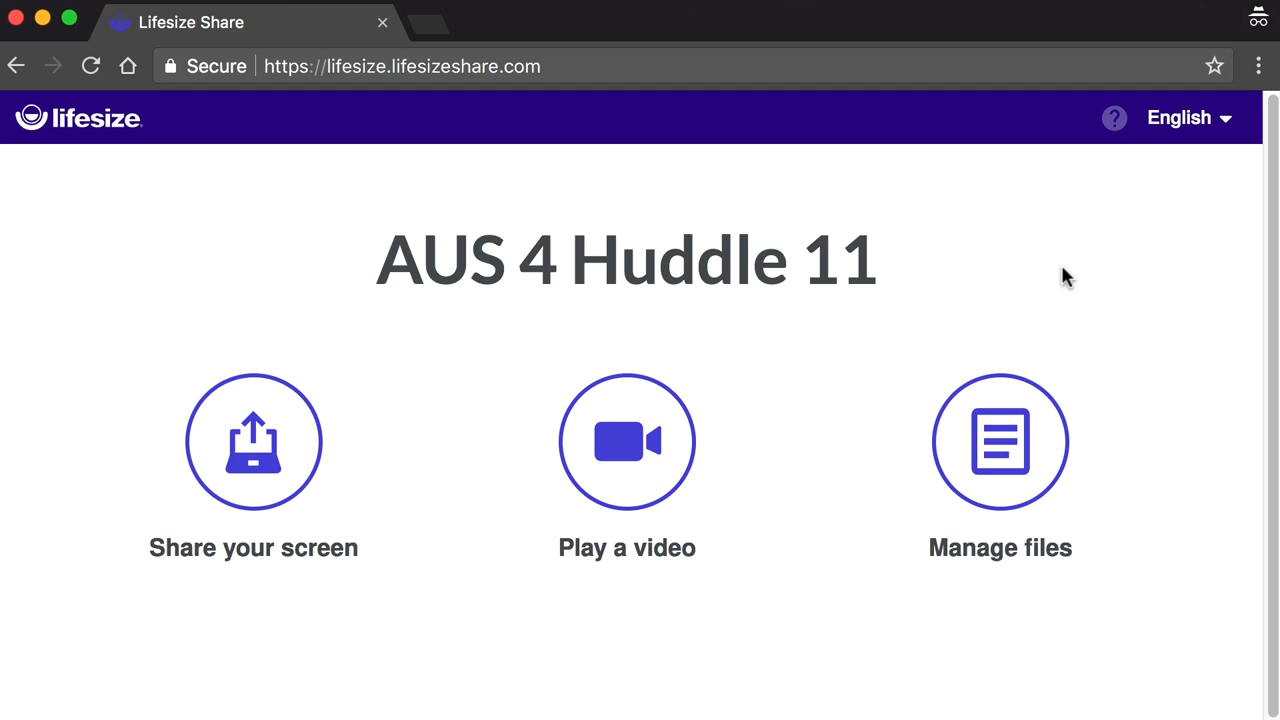 Lifesize Share
Secure https://lifesize.lifesizeshare.com
lifesize
? English
AUS 4 Huddle 11
Share your screen
Play a video
Manage files